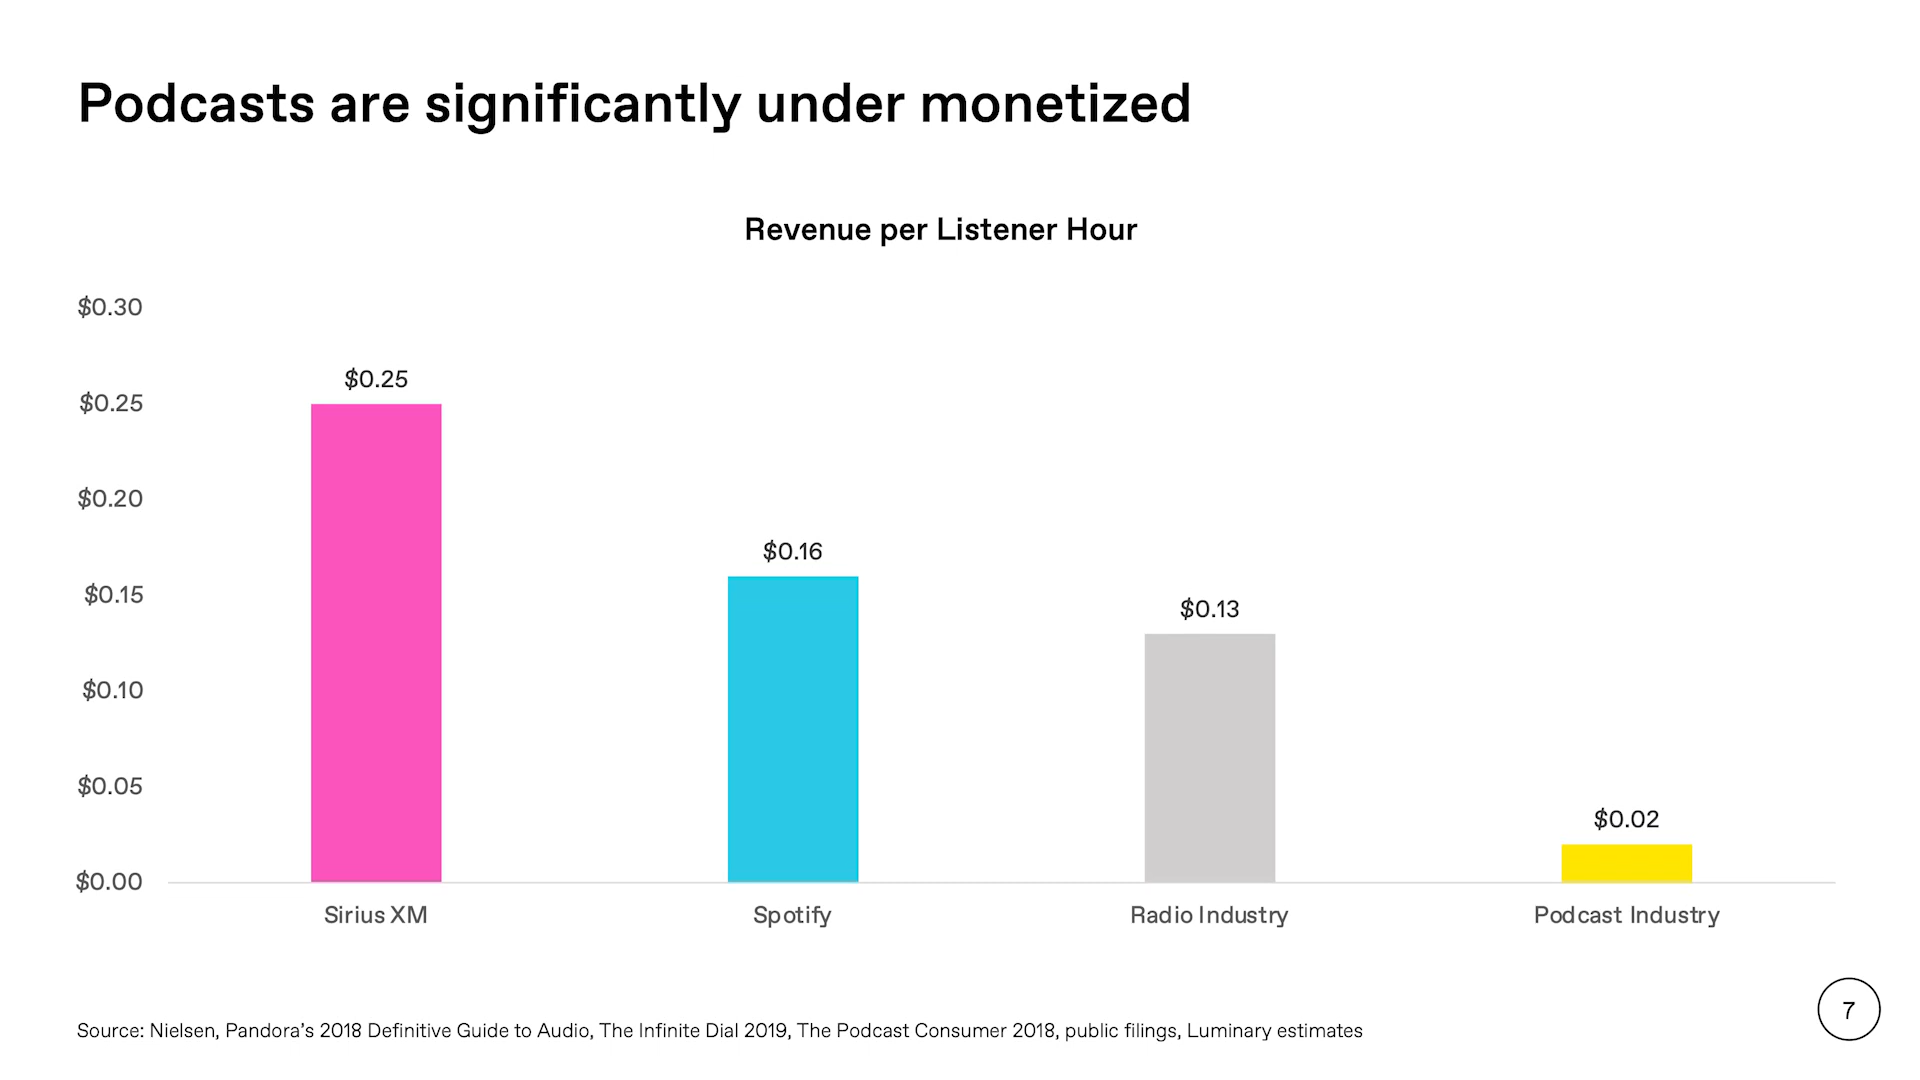 Podcasts are significantly under monetized
Revenue per Listener Hour
$0.30
$0.25
$0.25
$0.20
$0.16
$0.15
$0.13
$0.10
$0.05
$0.02
$0.00
Sirius XM
Spotify
Radio Industry
Podcast Industry
7
Source: Nielsen, Pandora’s 2018 Definitive Guide to Audio, The Infinite Dial 2019, The Podcast Consumer 2018, public filings, Luminary estimates